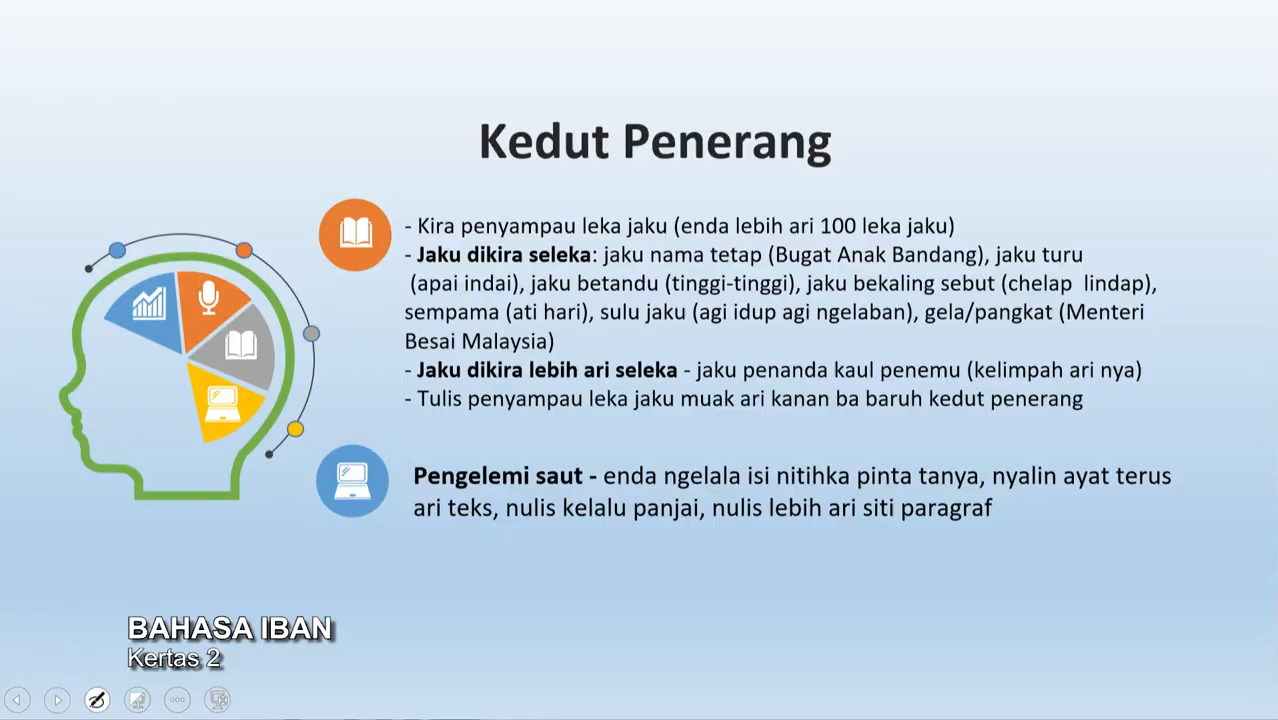 Kedut Penerang
- Kira penyampau leka jaku (enda lebih ari 100 leka jaku)
- Jaku dikira seleka: jaku nama tetap (Bugat Anak Bandang), jaku turu
(apai indai), jaku betandu (tinggi-tinggi), jaku bekaling sebut (chelap lindap),
sempama (ati hari), sulu jaku (agi idup agi ngelaban), gela/pangkat (Menteri
Besai Malaysia)
- Jaku dikira lebih ari seleka - jaku penanda kaul penemu (kelimpah ari nya)
- Tulis penyampau leka jaku muak ari kanan ba baruh kedut penerang
Pengelemi saut - enda ngelala isi nitihka pinta tanya, nyalin ayat terus
ari teks, nulis kelalu panjai, nulis lebih ari siti paragraf
BAHASA IBAN
Kertas 2